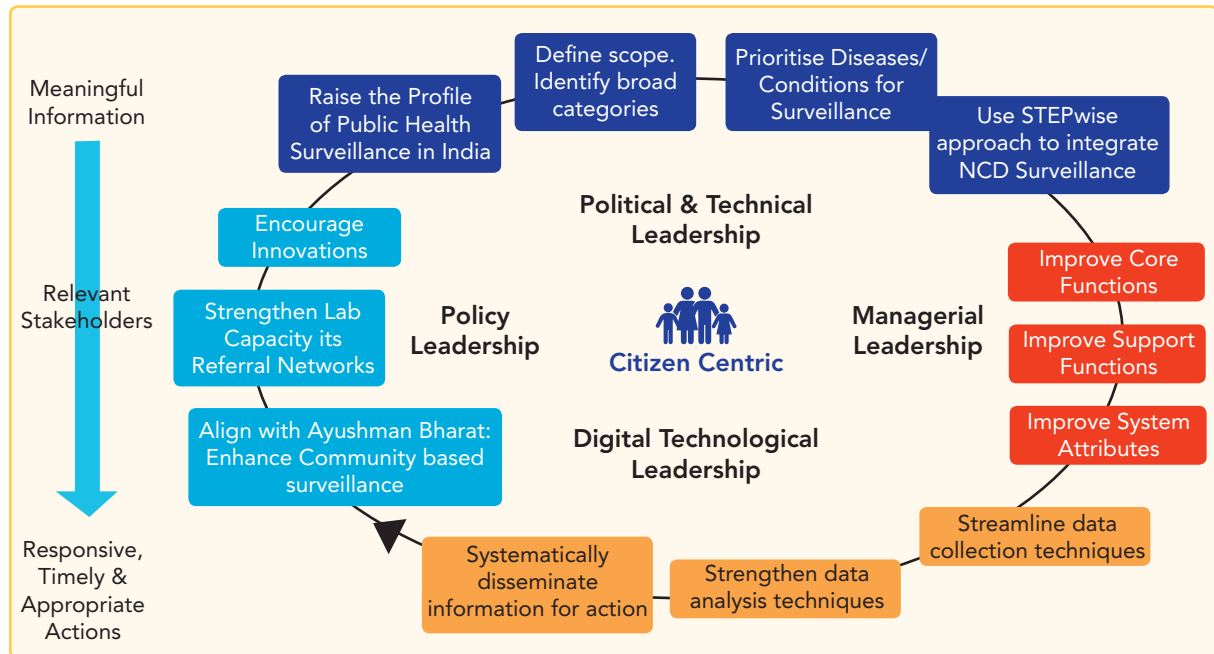 Meaningful
Information
Relevant
Stakeholders
Responsive,
Timely &
Appropriate
Actions
Raise the Profile
of Public Health
Surveillance in India
Define scope.
Identify broad
categories
Prioritise Diseases/
Conditions for
Surveillance
Use STEPwise
approach to integrate
NCD Surveillance
Political & Technical
Leadership
Encourage
Innovations
Strengthen Lab
Capacity its
Referral Networks
Align with Ayushman Bharat:
Enhance Community based
surveillance
Policy
Leadership
Citizen Centric
Managerial
Leadership
Digital Technological
Leadership
Improve Core
Functions
Improve Support
Functions
Improve System
Attributes
Streamline data
collection techniques
Strengthen data
analysis techniques
Systematically
disseminate
information for action